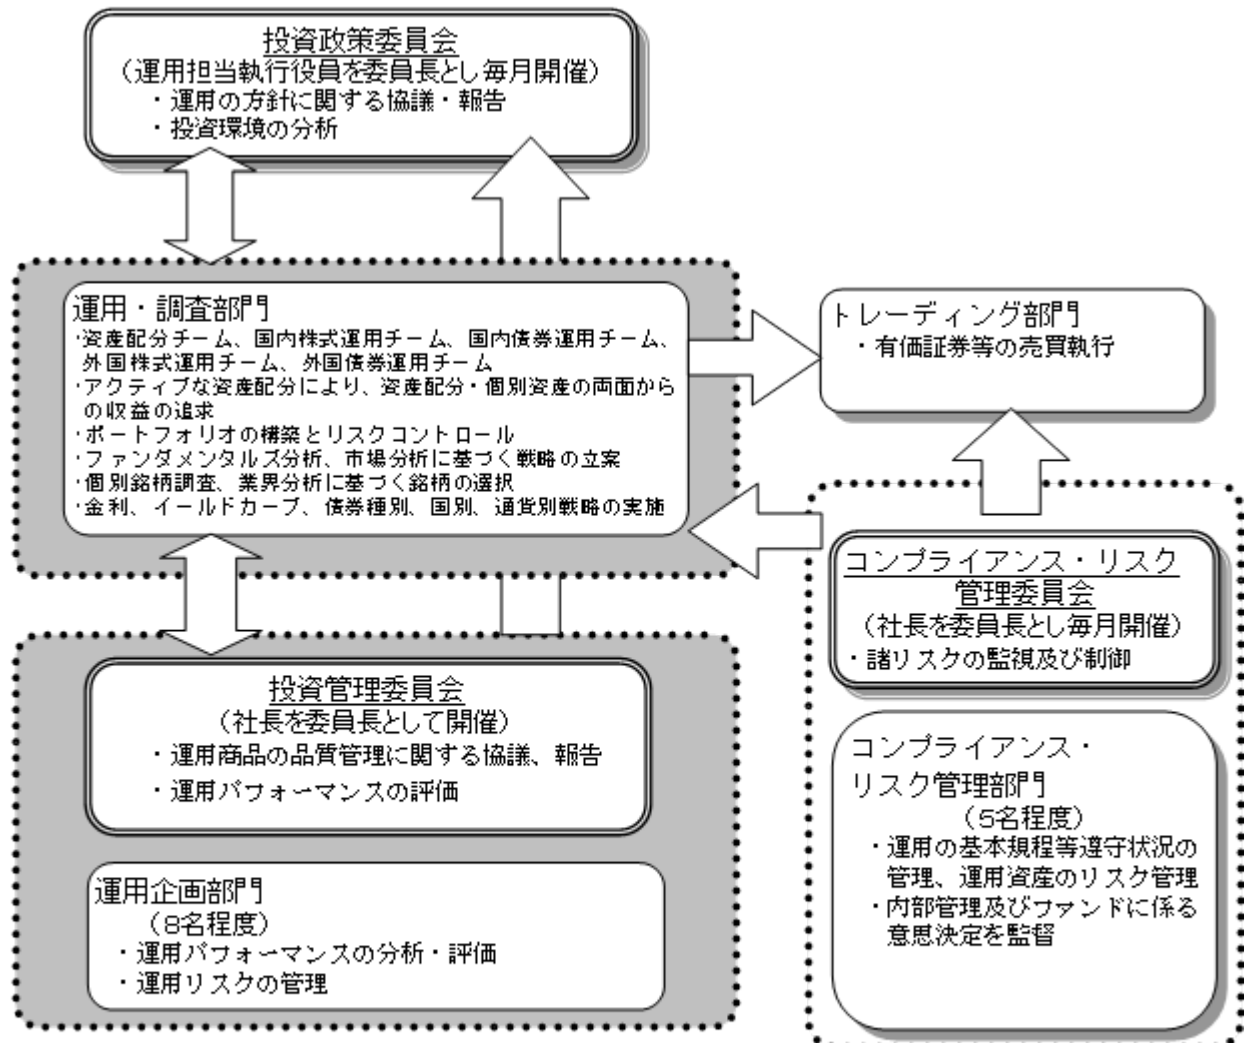 投資政策委員会
（運用担当執行役員を委員長とし毎月開催）
・運用の方針に関する協議・報告
・投資環境の分析
運用・調査部門
・資産配分チーム、国内株式運用チーム、国内債券運用チーム、
外国株式運用チーム、外国債券運用チーム
・アクティブな資産配分により、資産配分・個別資産の両面から
の収益の追求
・ポートフォリオの構築とリスクコントロール
・ファンダメンタルズ分析、市場分析に基づく戦略の立案
・個別銘柄調査、業界分析に基づく銘柄の選択
・金利、イールドカーブ、債券種別、国別、通貨別戦略の実施
トレーディング部門
・有価証券等の売買執行
投資管理委員会
（社長を委員長として開催）
・運用商品の品質管理に関する協議、報告
・運用パフォーマンスの評価
運用企画部門
（8名程度）
・運用パフォーマンスの分析・評価
・運用リスクの管理
コンプライアンス・リスク
管理委員会
（社長を委員長とし毎月開催）
・諸リスクの監視及び制御
コンプライアンス・
リスク管理部門
（5名程度）
・運用の基本規程等遵守状況の
管理、運用資産のリスク管理
・内部管理及びファンドに係る
意思決定を監督